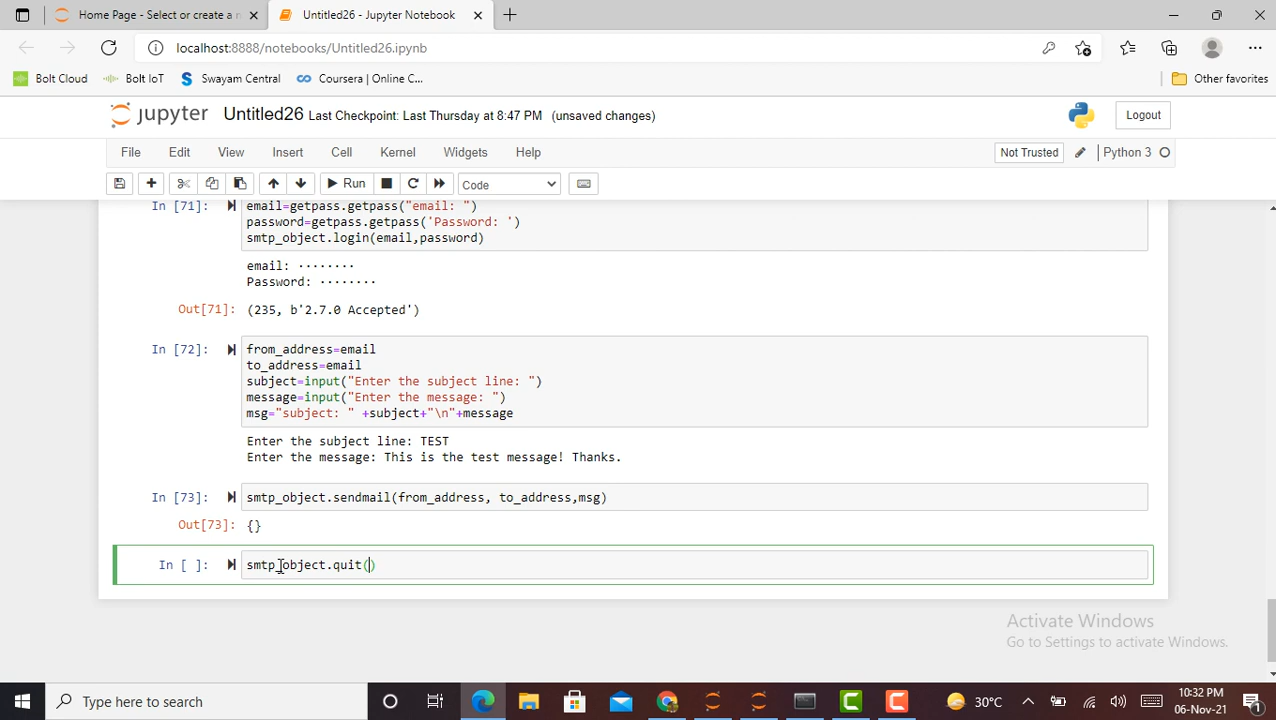 Home Page - Select or create a n
Untitled26 - Jupyter Notebook
localhost:8888/notebooks/Untitled26.ipynb
Bolt Cloud
Bolt IoT
Swayam Central
Coursera | Online C...
Other favorites
jupyter Untitled26 Last Checkpoint: Last Thursday at 8:47 PM (unsaved changes)
Logout
File Edit View Insert Cell Kernel Widgets Help
Not Trusted
Python 3
Run
Code
In [71]: email=getpass.getpass("email: ")
password=getpass.getpass('Password: ')
smtp_object.login(email,password)
email: ········
Password: ········
Out[71]: (235, b'2.7.0 Accepted')
In [72]: from_address=email
to_address=email
subject=input("Enter the subject line: ")
message=input("Enter the message: ")
msg="subject: " +subject+"\n"+message
Enter the subject line: TEST
Enter the message: This is the test message! Thanks.
In [73]: smtp_object.sendmail(from_address, to_address,msg)
Out[73]: {}
In [ ]: smtp_object.quit()
Activate Windows
Go to Settings to activate Windows.
Type here to search
30°C
10:32 PM
06-Nov-21
1